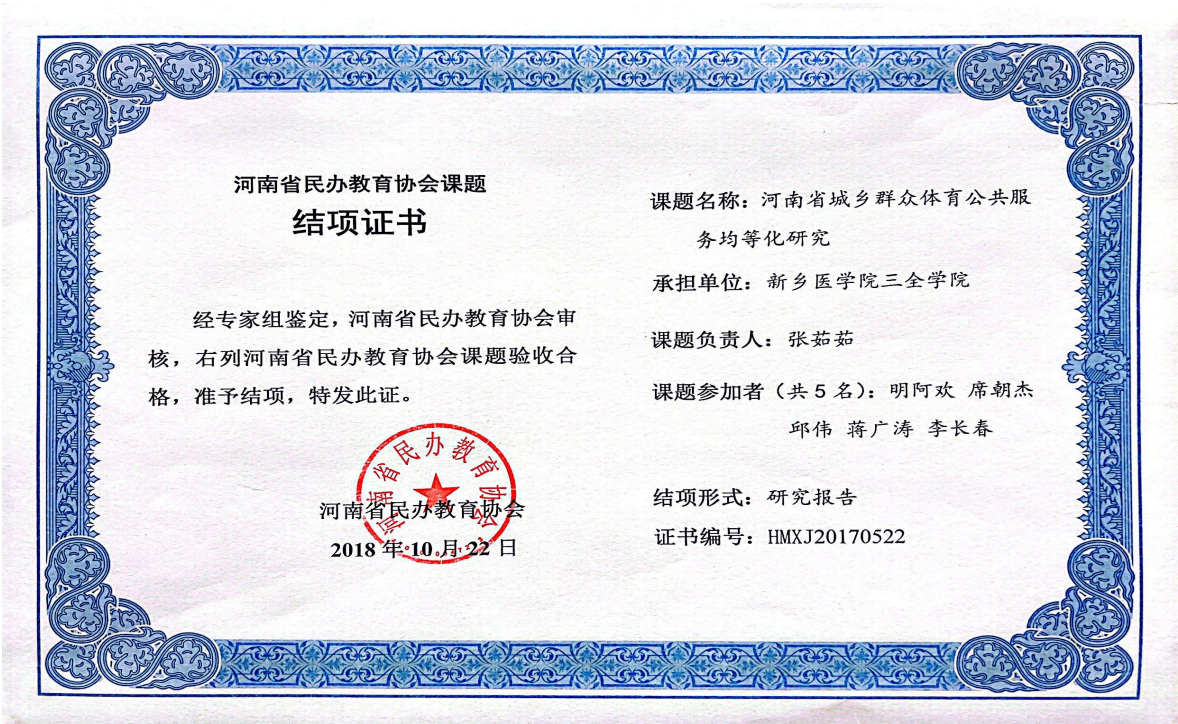 河南省民办教育协会课题
结项证书
经专家组鉴定，河南省民办教育协会审
核，右列河南省民办教育协会课题验收合
格，准予结项，特发此证。
河南省民办教育协会
河南省民办教育协会
2018年10月22日
课题名称：河南省城乡群众体育公共服
务均等化研究
承担单位：新乡医学院三全学院
课题负责人：张茹茹
课题参加者（共5名）：明阿欢 席朝杰
邱伟 蒋广涛 李长春
结项形式：研究报告
证书编号：HMXJ20170522